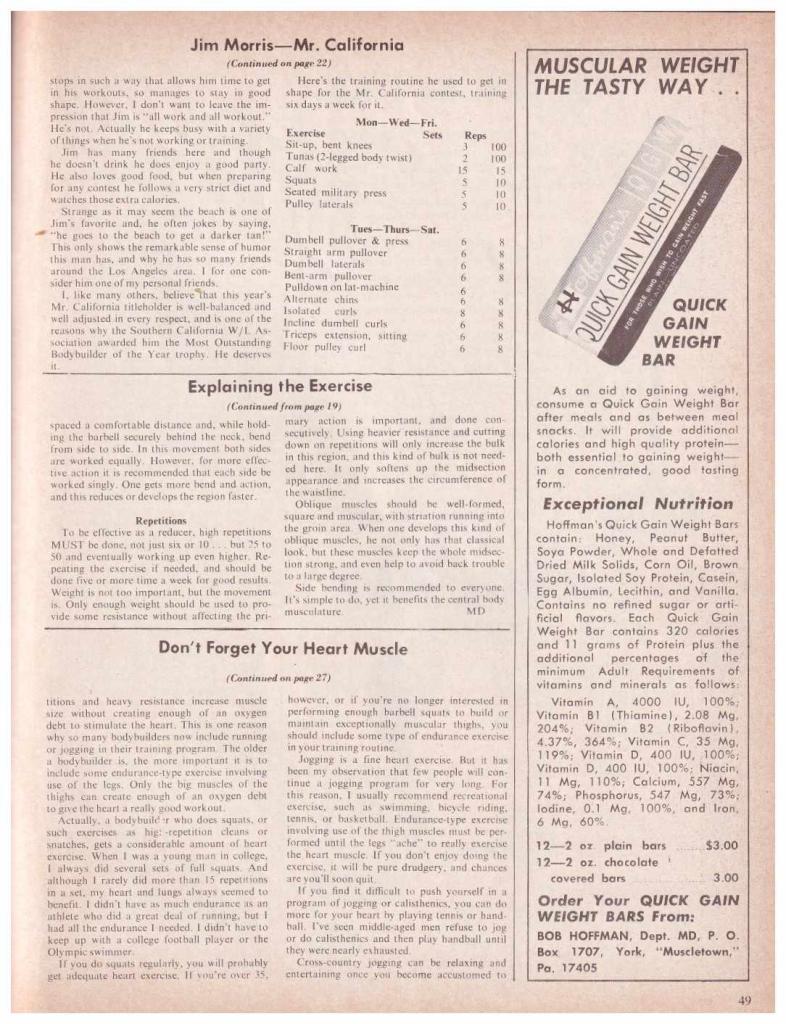 Jim Morris—Mr. California
(Continued on page 22)
stops in such a way that allows him time to get
in his workouts, so manages to stay in good
shape. However, I don't want to leave the im-
pression that Jim is "all work and all workout."
He's not. Actually he keeps busy with a variety
of things when he's not working or training.
Jim has many friends here and though
he doesn't drink he does enjoy a good party.
He also loves good food, but when preparing
for any contest he follows a very strict diet and
watches those extra calories.
Strange as it may seem the beach is one of
Jim's favorite and, he often jokes by saying,
"he goes to the beach to get a darker tan!"
This only shows the remarkable sense of humor
this man has, and why he has so many friends
around the Los Angeles area. I for one con-
sider him one of my personal friends.
I, like many others, believe that this year's
Mr. California titleholder is well-balanced and
well adjusted in every respect, and is one of the
reasons why the Southern California W/L As-
sociation awarded him the Most Outstanding
Bodybuilder of the Year trophy. He deserves
it.
Here's the training routine he used to get in
shape for the Mr. California contest, training
six days a week for it.
Mon—Wed—Fri.
Exercise Sets Reps
Sit-up, bent knees 3 100
Tunas (2-legged body twist) 2 100
Calf work 15 15
Squats 5 10
Seated military press 5 10
Pulley laterals 5 10
Tues—Thurs—Sat.
Dumbell pullover & press 6 8
Straight arm pullover 6 8
Dumbell laterals 6 8
Bent-arm pullover 6 8
Pulldown on lat-machine 6
Alternate chins 6 8
Isolated curls 8 8
Incline dumbell curls 6 8
Triceps extension, sitting 6 8
Floor pulley curl 6 8
Explaining the Exercise
(Continued from page 19)
spaced a comfortable distance and, while hold-
ing the barbell securely behind the neck, bend
from side to side. In this movement both sides
are worked equally. However, for more effec-
tive action it is recommended that each side be
worked singly. One gets more bend and action,
and this reduces or develops the region faster.
Repetitions
To be effective as a reducer, high repetitions
MUST be done, not just six or 10 . . . but 25 to
50 and eventually working up even higher. Re-
peating the exercise if needed, and should be
done five or more time a week for good results.
Weight is not too important, but the movement
is. Only enough weight should be used to pro-
vide some resistance without affecting the pri-
mary action is important, and done con-
secutively. Using heavier resistance and cutting
down on repetitions will only increase the bulk
in this region, and this kind of bulk is not need-
ed here. It only softens up the midsection
appearance and increases the circumference of
the waistline.
Oblique muscles should be well-formed,
square and muscular, with striation running into
the groin area. When one develops this kind of
oblique muscles, he not only has that classical
look, but these muscles keep the whole midsec-
tion strong, and even help to avoid back trouble
to a large degree.
Side bending is recommended to everyone.
It's simple to do, yet it benefits the central body
musculature. MD
Don't Forget Your Heart Muscle
(Continued on page 27)
titions and heavy resistance increase muscle
size without creating enough of an oxygen
debt to stimulate the heart. This is one reason
why so many bodybuilders now include running
or jogging in their training program. The older
a bodybuilder is, the more important it is to
include some endurance-type exercise involving
use of the legs. Only the big muscles of the
thighs can create enough of an oxygen debt
to give the heart a really good workout.
Actually, a bodybuilder who does squats, or
such exercises as high-repetition cleans or
snatches, gets a considerable amount of heart
exercise. When I was a young man in college,
I always did several sets of full squats. And
although I rarely did more than 15 repetitions
in a set, my heart and lungs always seemed to
benefit. I didn't have as much endurance as an
athlete who did a great deal of running, but I
had all the endurance I needed. I didn't have to
keep up with a college football player or the
Olympic swimmer.
If you do squats regularly, you will probably
get adequate heart exercise. If you're over 35,
however, or if you're no longer interested in
performing enough barbell squats to build or
maintain exceptionally muscular thighs, you
should include some type of endurance exercise
in your training routine.
Jogging is a fine heart exercise. But it has
been my observation that few people will con-
tinue a jogging program for very long. For
this reason, I usually recommend recreational
exercise, such as swimming, bicycle riding,
tennis, or basketball. Endurance-type exercise
involving use of the thigh muscles must be per-
formed until the legs "ache" to really exercise
the heart muscle. If you don't enjoy doing the
exercise, it will be pure drudgery, and chances
are you'll soon quit.
If you find it difficult to push yourself in a
program of jogging or calisthenics, you can do
more for your heart by playing tennis or hand-
ball. I've seen middle-aged men refuse to jog
or do calisthenics and then play handball until
they were nearly exhausted.
Cross-country jogging can be relaxing and
entertaining once you become accustomed to
MUSCULAR WEIGHT
THE TASTY WAY . .
H Hoffman's
QUICK GAIN WEIGHT BAR
FOR THOSE WHO WISH TO GAIN WEIGHT FAST
PLAIN - UNCOATED
QUICK
GAIN
WEIGHT
BAR
As an aid to gaining weight,
consume a Quick Gain Weight Bar
after meals and as between meal
snacks. It will provide additional
calories and high quality protein—
both essential to gaining weight—
in a concentrated, good tasting
form.
Exceptional Nutrition
Hoffman's Quick Gain Weight Bars
contain: Honey, Peanut Butter,
Soya Powder, Whole and Defatted
Dried Milk Solids, Corn Oil, Brown
Sugar, Isolated Soy Protein, Casein,
Egg Albumin, Lecithin, and Vanilla.
Contains no refined sugar or arti-
ficial flavors. Each Quick Gain
Weight Bar contains 320 calories
and 11 grams of Protein plus the
additional percentages of the
minimum Adult Requirements of
vitamins and minerals as follows:
Vitamin A, 4000 IU, 100%;
Vitamin B1 (Thiamine), 2.08 Mg,
204%; Vitamin B2 (Riboflavin),
4.37%, 364%; Vitamin C, 35 Mg,
119%; Vitamin D, 400 IU, 100%;
Vitamin D, 400 IU, 100%; Niacin,
11 Mg, 110%; Calcium, 557 Mg,
74%; Phosphorus, 547 Mg, 73%;
Iodine, 0.1 Mg, 100%, and Iron,
6 Mg, 60%.
12—2 oz. plain bars ....... $3.00
12—2 oz. chocolate
covered bars ............ 3.00
Order Your QUICK GAIN
WEIGHT BARS From:
BOB HOFFMAN, Dept. MD, P. O.
Box 1707, York, "Muscletown,"
Pa. 17405
49